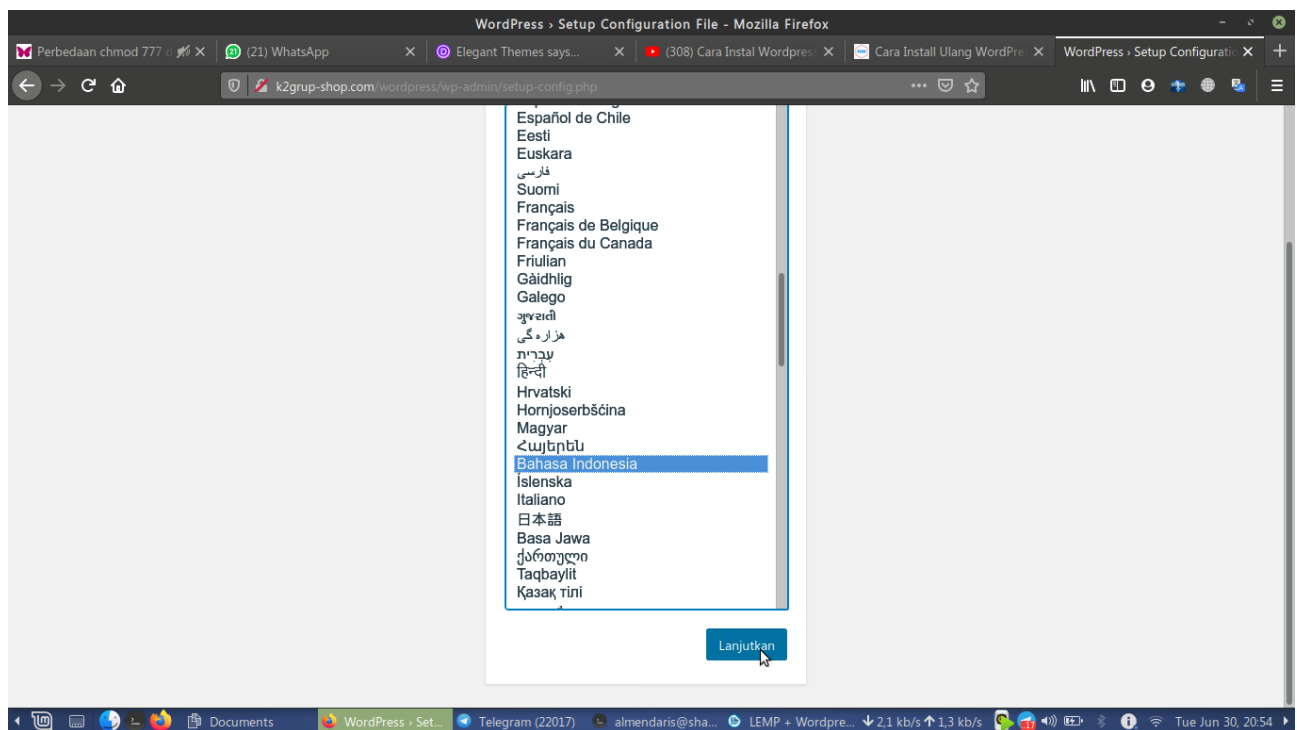 WordPress › Setup Configuration File - Mozilla Firefox
Perbedaan chmod 777 d
(21) WhatsApp
Elegant Themes says...
(308) Cara Instal Wordpress
Cara Install Ulang WordPre
WordPress › Setup Configuratio
k2grup-shop.com/wordpress/wp-admin/setup-config.php
Español de Chile
Eesti
Euskara
فارسی
Suomi
Français
Français de Belgique
Français du Canada
Friulian
Gàidhlig
Galego
ગુજરાતી
هزاره گی
עִבְרִית
हिन्दी
Hrvatski
Hornjoserbšćina
Magyar
Հայերեն
Bahasa Indonesia
Íslenska
Italiano
日本語
Basa Jawa
ქართული
Taqbaylit
Қазақ тілі
Lanjutkan
Documents
WordPress › Set...
Telegram (22017)
almendaris@sha...
LEMP + Wordpre...
2,1 kb/s
1,3 kb/s
17
Tue Jun 30, 20:54